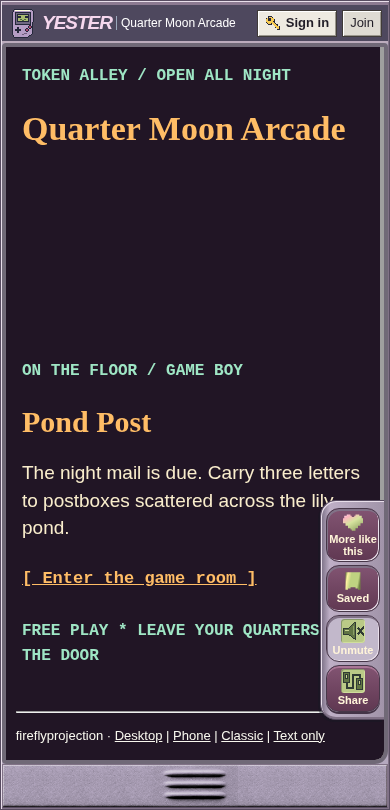 YESTER | Quarter Moon Arcade
Sign in
Join
TOKEN ALLEY / OPEN ALL NIGHT
Quarter Moon Arcade
ON THE FLOOR / GAME BOY
Pond Post
The night mail is due. Carry three letters
to postboxes scattered across the lily
pond.
[ Enter the game room ]
FREE PLAY * LEAVE YOUR QUARTERS
THE DOOR
More like
this
Saved
Unmute
Share
fireflyprojection · Desktop | Phone | Classic | Text only